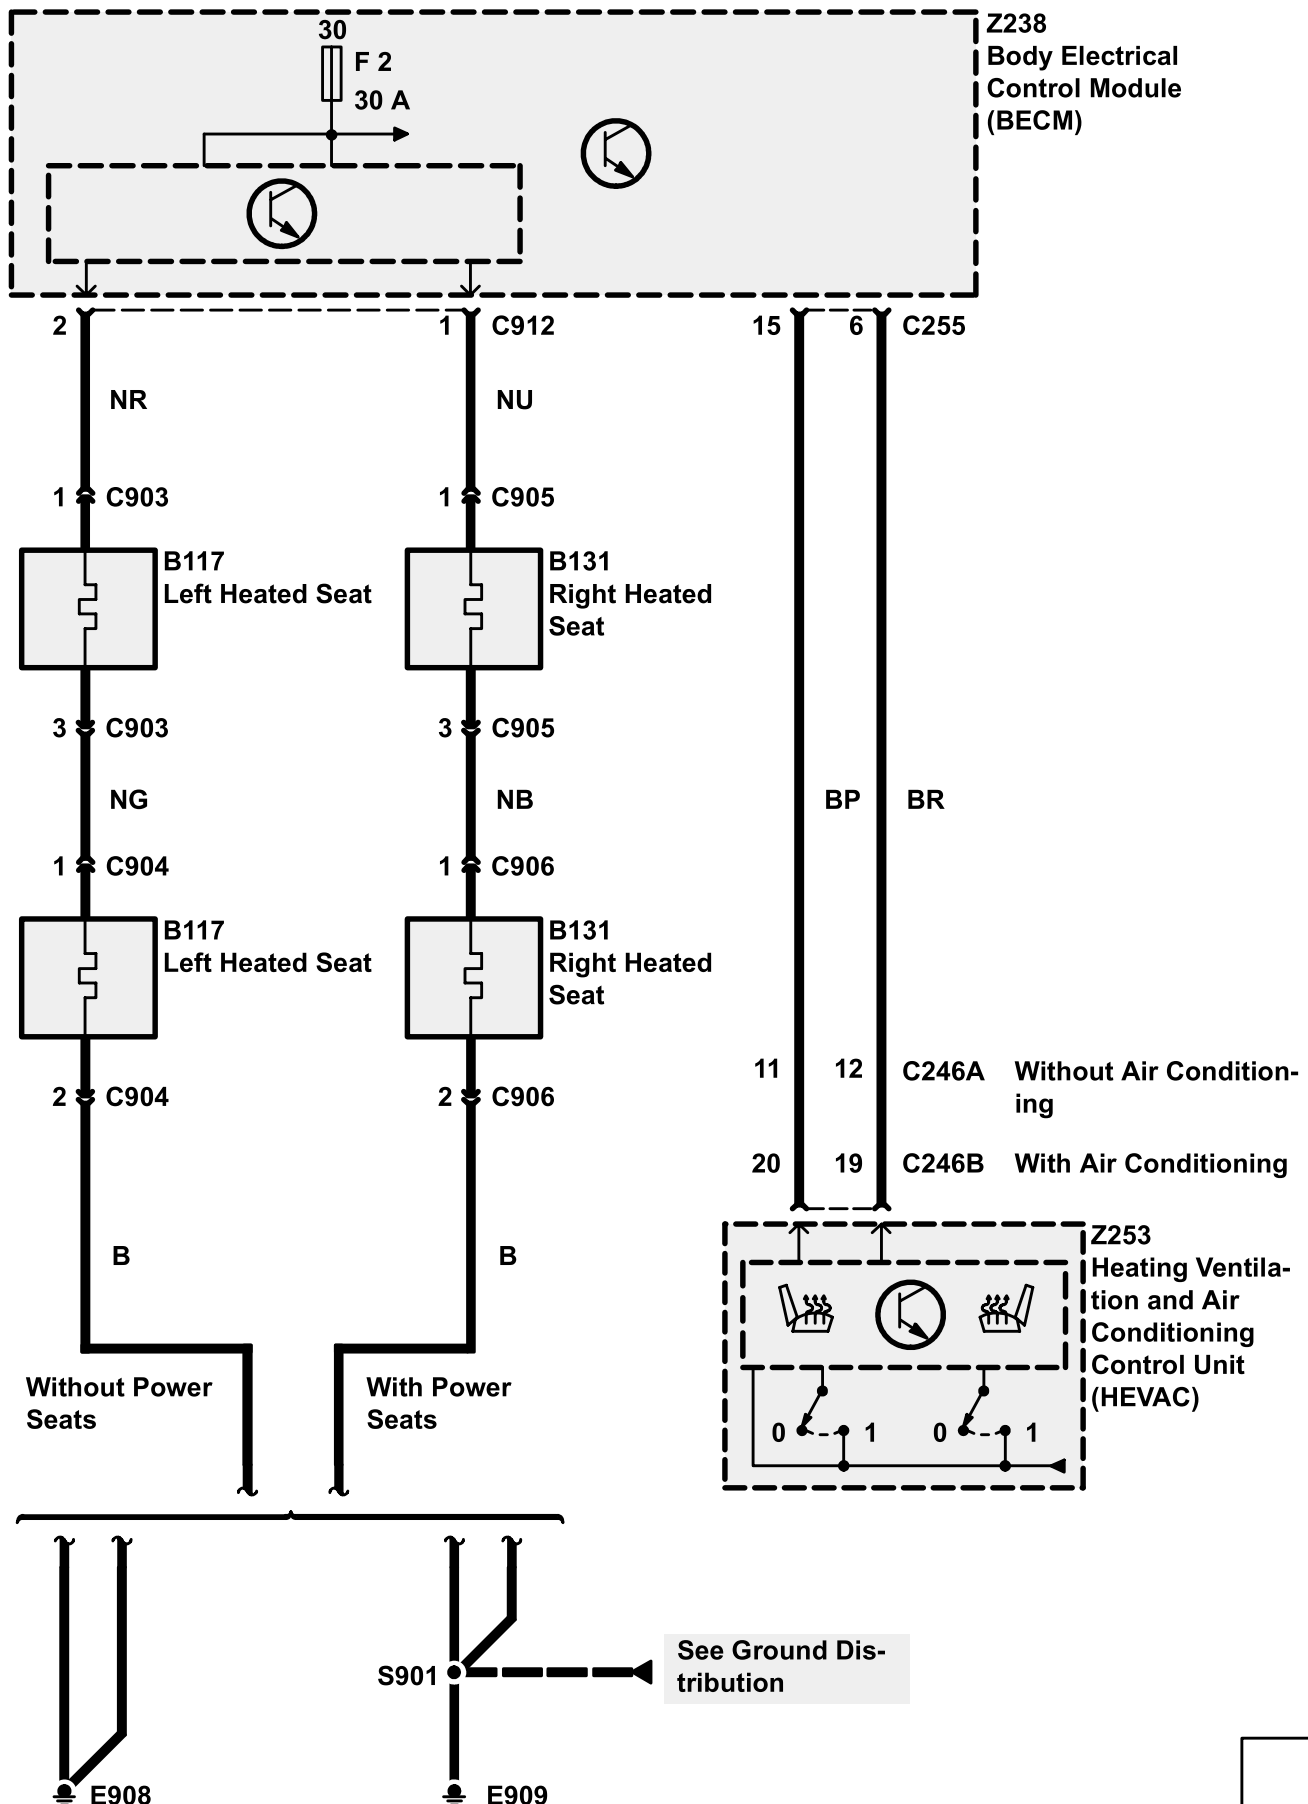 30
F 2
30 A
Z238
Body Electrical
Control Module
(BECM)
2
1
C912
15
6
C255
NR
NU
1
C903
1
C905
B117
Left Heated Seat
B131
Right Heated
Seat
3
C903
3
C905
NG
NB
BP
BR
1
C904
1
C906
B117
Left Heated Seat
B131
Right Heated
Seat
2
C904
2
C906
11
12
C246A
Without Air Condition-
ing
20
19
C246B
With Air Conditioning
B
B
Z253
Heating Ventila-
tion and Air
Conditioning
Control Unit
(HEVAC)
0
1
0
1
Without Power
Seats
With Power
Seats
S901
See Ground Dis-
tribution
E908
E909